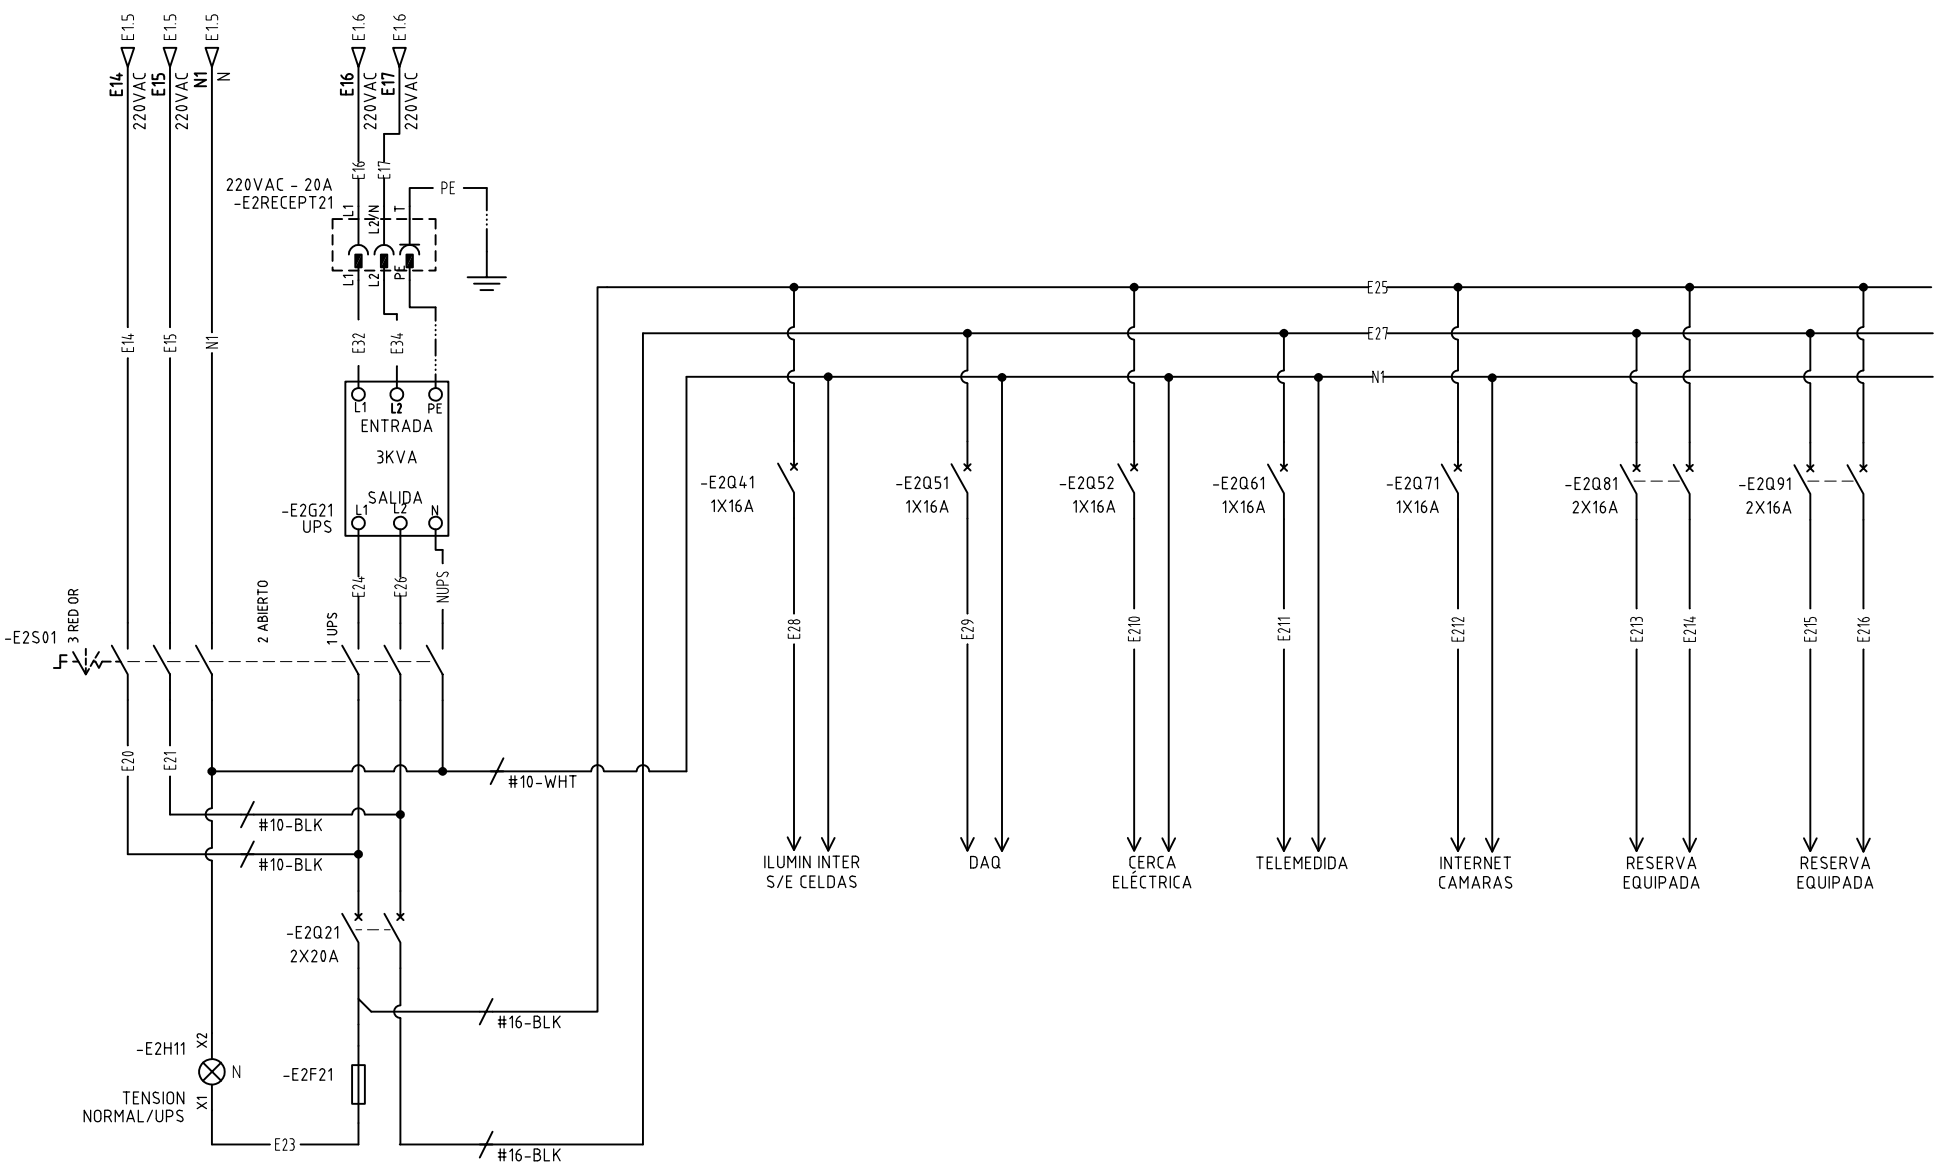 E1.5
E1.5
E1.5
E1.6
E1.6
E14
220VAC
E15
220VAC
N1
N
E16
220VAC
E17
220VAC
E16
E17
220VAC - 20A
-E2RECEPT21
L1
L2/N
T
PE
L1
L2
PE
E14
E15
N1
E32
E34
E25
E27
N1
L1
L2
PE
ENTRADA
3KVA
SALIDA
L1
L2
N
-E2G21
UPS
-E2Q41
1X16A
-E2Q51
1X16A
-E2Q52
1X16A
-E2Q61
1X16A
-E2Q71
1X16A
-E2Q81
2X16A
-E2Q91
2X16A
E24
E26
NUPS
-E2S01
3 RED OR
2 ABIERTO
1 UPS
E28
E29
E210
E211
E212
E213
E214
E215
E216
E20
E21
#10-WHT
#10-BLK
#10-BLK
ILUMIN INTER
S/E CELDAS
DAQ
CERCA
ELÉCTRICA
TELEMEDIDA
INTERNET
CAMARAS
RESERVA
EQUIPADA
RESERVA
EQUIPADA
-E2Q21
2X20A
#16-BLK
-E2H11
X2
N
X1
TENSION
NORMAL/UPS
-E2F21
E23
#16-BLK